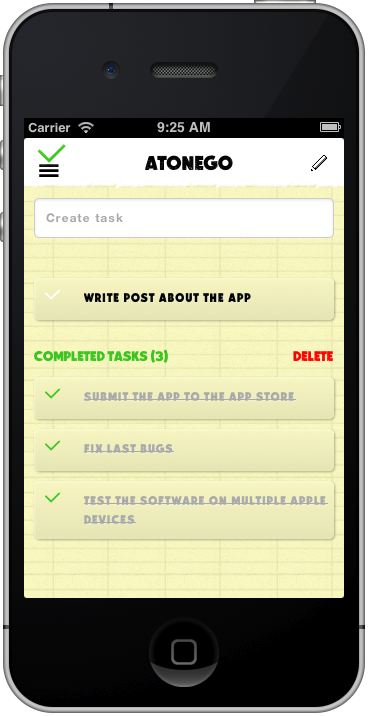 Carrier 9:25 AM
ATONEGO
Create task
WRITE POST ABOUT THE APP
COMPLETED TASKS (3) DELETE
SUBMIT THE APP TO THE APP STORE
FIX LAST BUGS
TEST THE SOFTWARE ON MULTIPLE APPLE
DEVICES